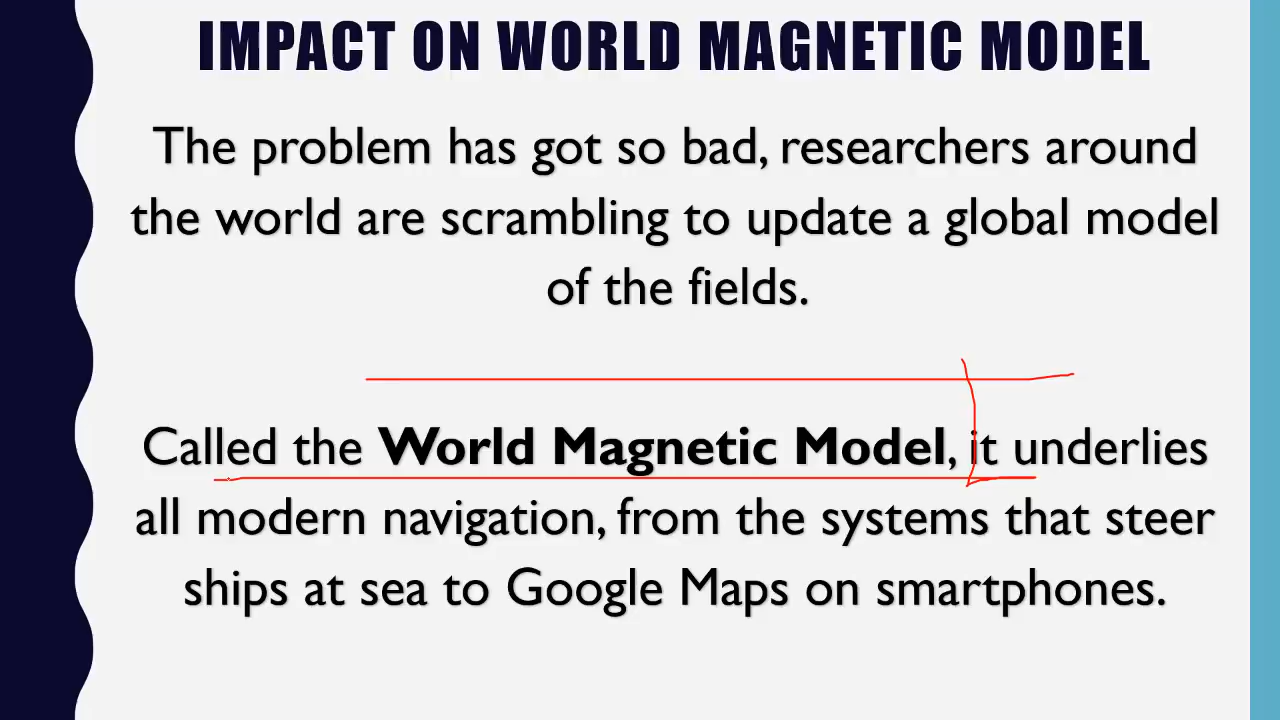 IMPACT ON WORLD MAGNETIC MODEL
The problem has got so bad, researchers around
the world are scrambling to update a global model
of the fields.
Called the World Magnetic Model, it underlies
all modern navigation, from the systems that steer
ships at sea to Google Maps on smartphones.